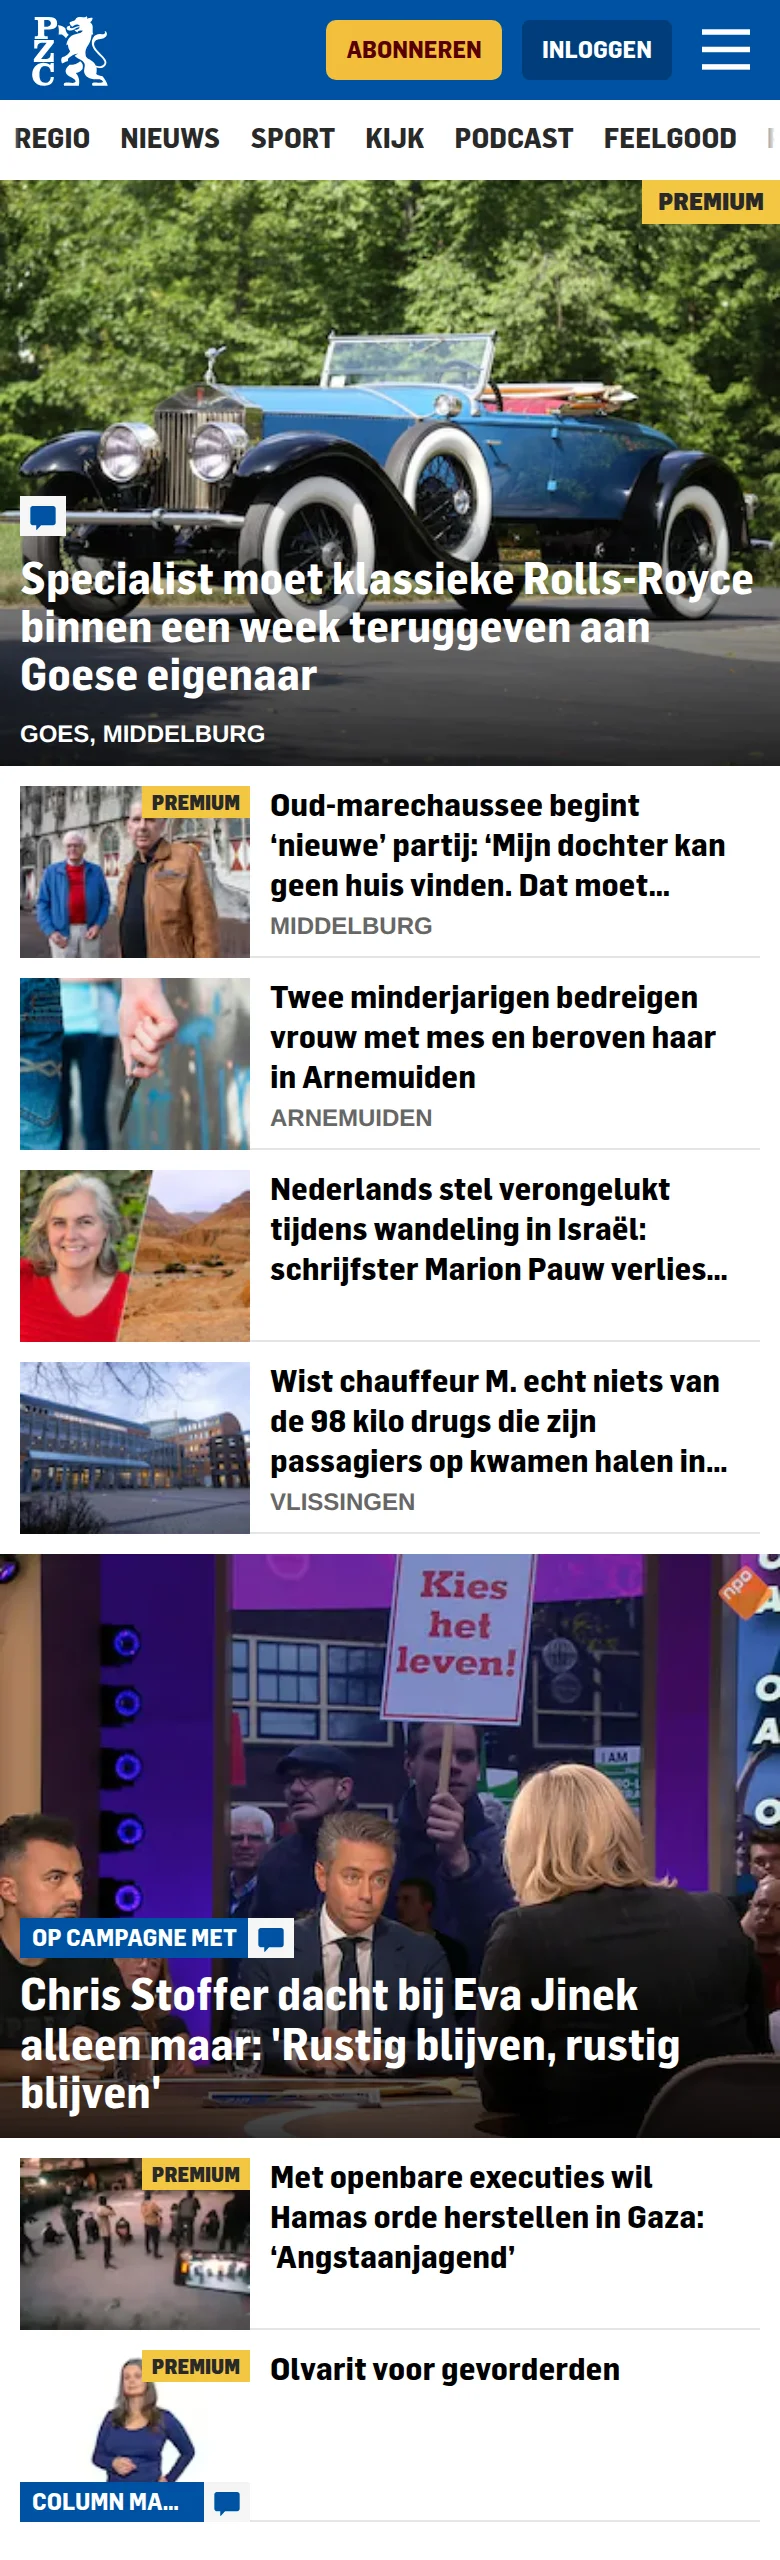 PZC
ABONNEREN
INLOGGEN
REGIO NIEUWS SPORT KIJK PODCAST FEELGOOD
PREMIUM
Specialist moet klassieke Rolls-Royce
binnen een week teruggeven aan
Goese eigenaar
GOES, MIDDELBURG
PREMIUM
Oud-marechaussee begint
‘nieuwe’ partij: ‘Mijn dochter kan
geen huis vinden. Dat moet...
MIDDELBURG
Twee minderjarigen bedreigen
vrouw met mes en beroven haar
in Arnemuiden
ARNEMUIDEN
Nederlands stel verongelukt
tijdens wandeling in Israël:
schrijfster Marion Pauw verlies...
Wist chauffeur M. echt niets van
de 98 kilo drugs die zijn
passagiers op kwamen halen in...
VLISSINGEN
Kies
het
leven!
npo
I AM
OP CAMPAGNE MET
Chris Stoffer dacht bij Eva Jinek
alleen maar: 'Rustig blijven, rustig
blijven'
PREMIUM
Met openbare executies wil
Hamas orde herstellen in Gaza:
‘Angstaanjagend’
PREMIUM
Olvarit voor gevorderden
COLUMN MA...